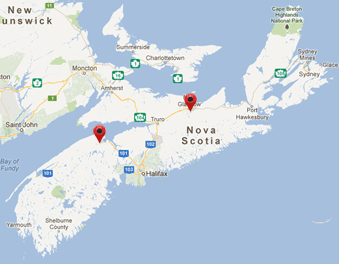 New
unswick
Cape Breton
Highlands
National Park
Summerside
Charlottetown
Moncton
Sydney
Mines
Glace
Sydney
Amherst
Port
Hawkesbury
Truro
Nova
Scotia
Saint John
102
101
103
Halifax
Bay of
Fundy
101
Yarmouth
Shelburne
County